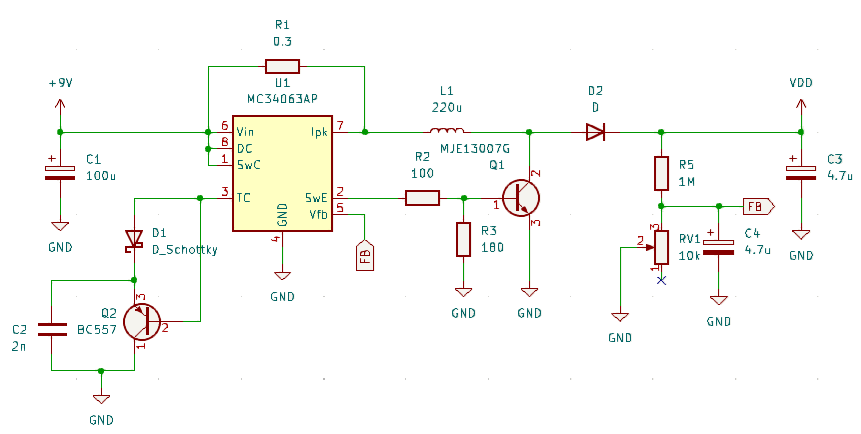 R1
0.3
U1
MC34063AP
+9V
6
Vin
8
DC
1
SwC
3
TC
GND
4
Ipk
7
SwE
2
Vfb
5
L1
220u
D2
D
VDD
C1
100u
GND
R2
100
MJE13007G
Q1
1
2
3
R5
1M
C3
4.7u
GND
FB
FB
R3
180
GND
GND
GND
RV1
10k
1
2
3
GND
C4
4.7u
GND
D1
D_Schottky
Q2
BC557
3
2
1
C2
2n
GND